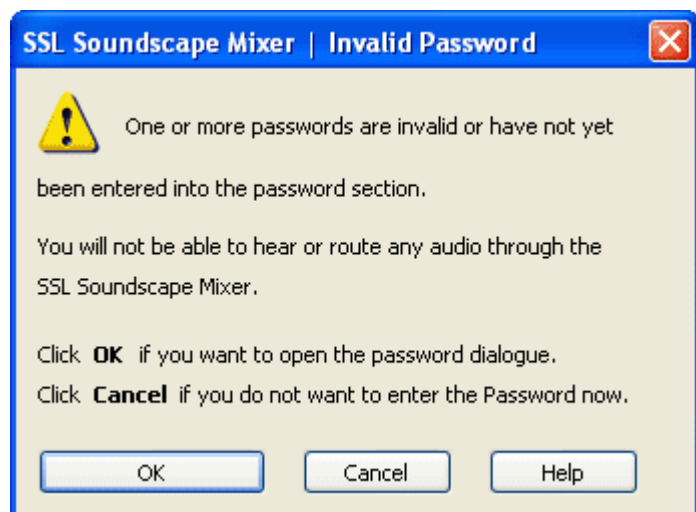 SSL Soundscape Mixer | Invalid Password
One or more passwords are invalid or have not yet
been entered into the password section.
You will not be able to hear or route any audio through the
SSL Soundscape Mixer.
Click OK if you want to open the password dialogue.
Click Cancel if you do not want to enter the Password now.
OK Cancel Help